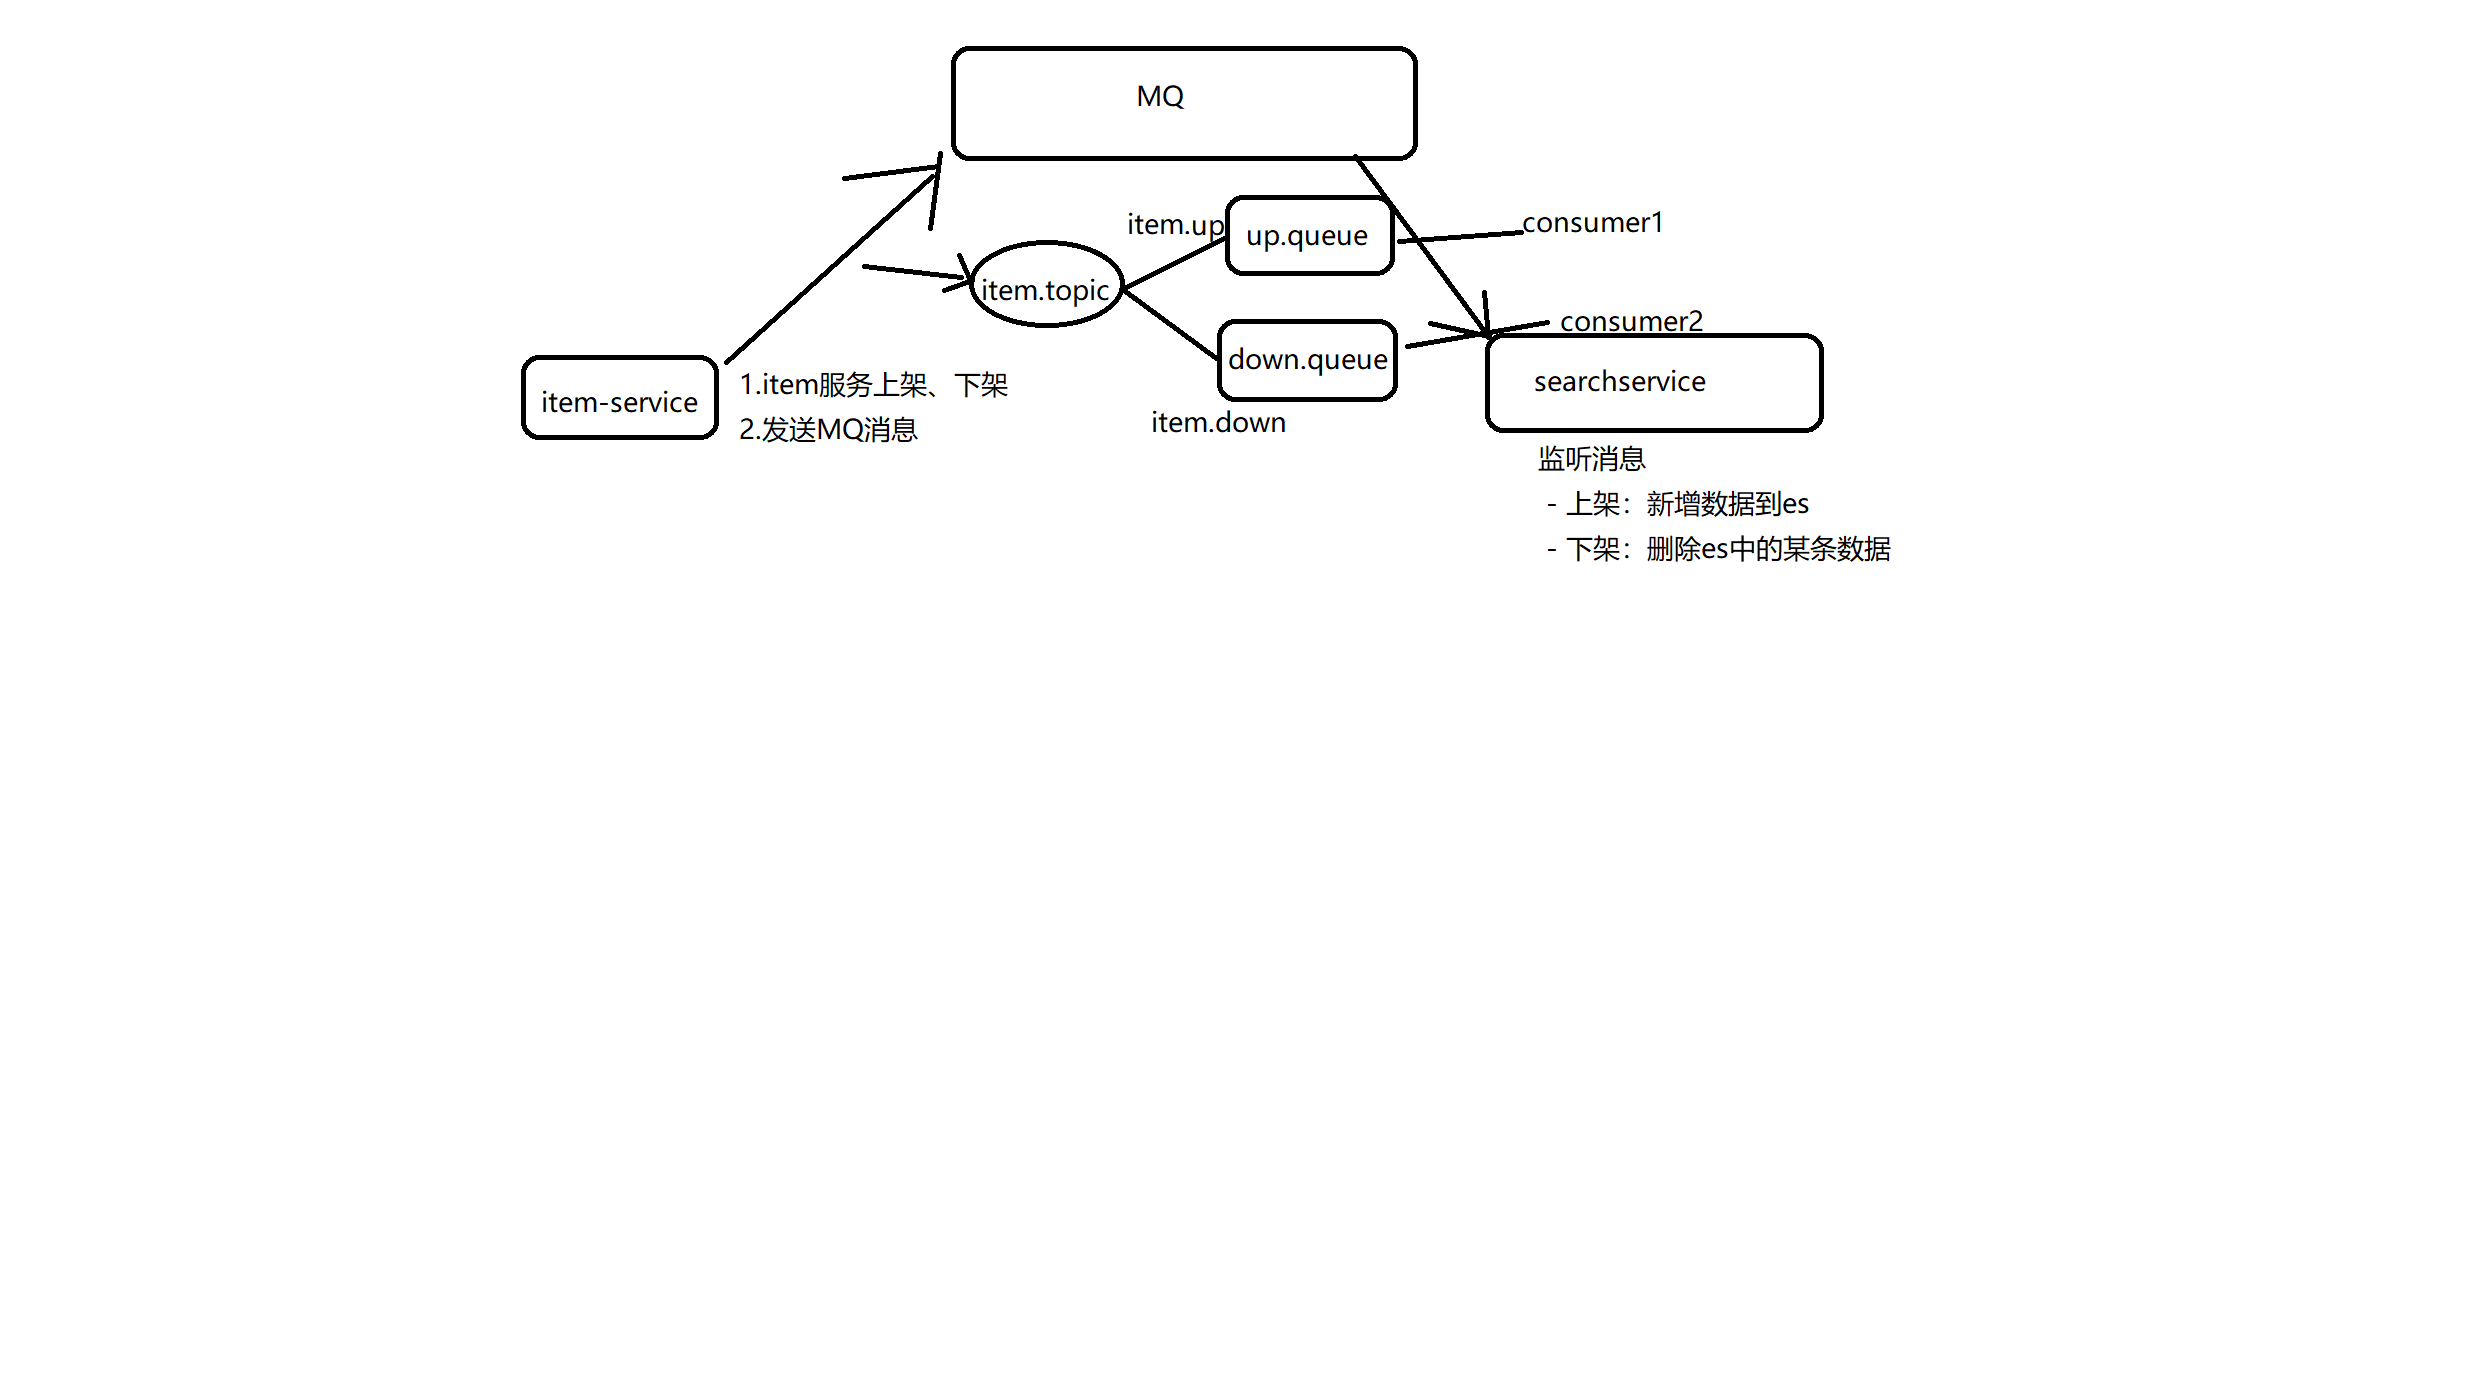 MQ
item.up
up.queue
consumer1
item.topic
consumer2
down.queue
item-service
1.item服务上架、下架
2.发送MQ消息
item.down
searchservice
监听消息
- 上架：新增数据到es
- 下架：删除es中的某条数据